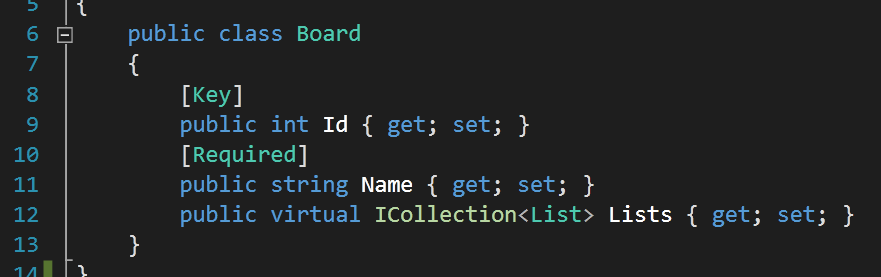 5 {
6 public class Board
7 {
8 [Key]
9 public int Id { get; set; }
10 [Required]
11 public string Name { get; set; }
12 public virtual ICollection<List> Lists { get; set; }
13 }
14 }